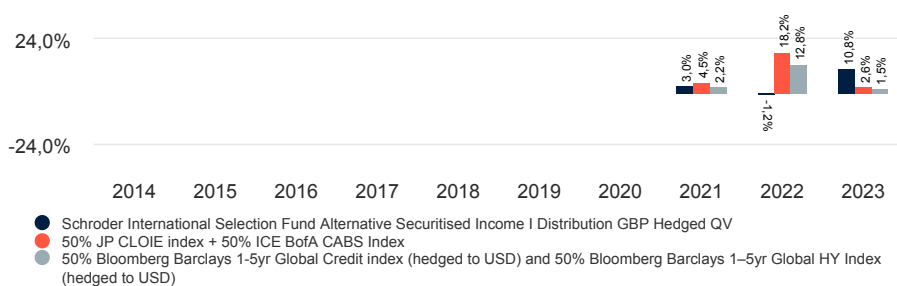 24,0%
3,0%
4,5%
2,2%
-1,2%
18,2%
12,8%
10,8%
2,6%
1,5%
-24,0%
2014 2015 2016 2017 2018 2019 2020 2021 2022 2023
Schroder International Selection Fund Alternative Securitised Income I Distribution GBP Hedged QV
50% JP CLOIE index + 50% ICE BofA CABS Index
50% Bloomberg Barclays 1-5yr Global Credit index (hedged to USD) and 50% Bloomberg Barclays 1–5yr Global HY Index
(hedged to USD)